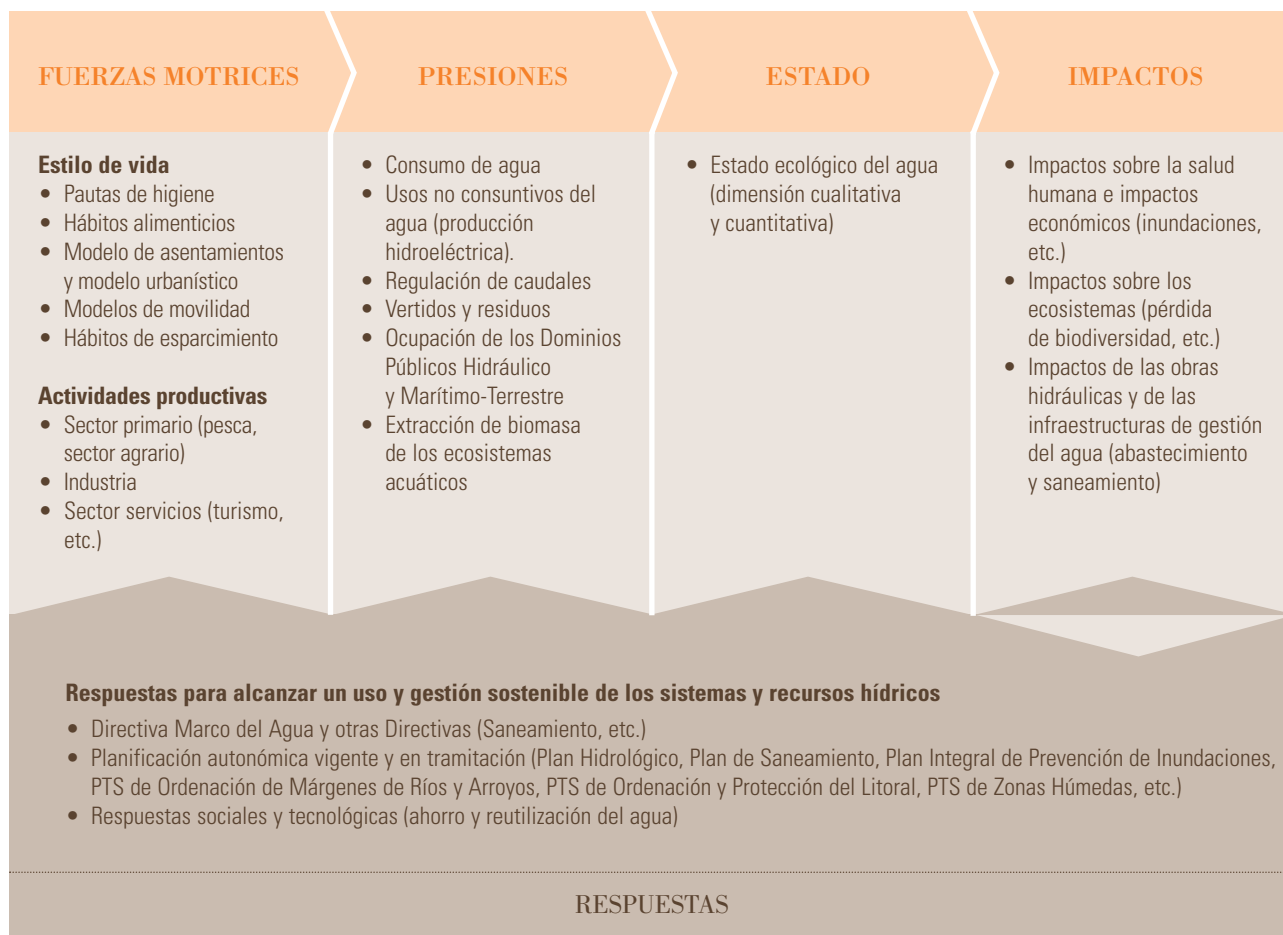 FUERZAS MOTRICES
PRESIONES
ESTADO
IMPACTOS
Estilo de vida
• Pautas de higiene
• Hábitos alimenticios
• Modelo de asentamientos
y modelo urbanístico
• Modelos de movilidad
• Hábitos de esparcimiento
Actividades productivas
• Sector primario (pesca,
sector agrario)
• Industria
• Sector servicios (turismo,
etc.)
• Consumo de agua
• Usos no consuntivos del
agua (producción
hidroeléctrica).
• Regulación de caudales
• Vertidos y residuos
• Ocupación de los Dominios
Públicos Hidráulico
y Marítimo-Terrestre
• Extracción de biomasa
de los ecosistemas
acuáticos
• Estado ecológico del agua
(dimensión cualitativa
y cuantitativa)
• Impactos sobre la salud
humana e impactos
económicos (inundaciones,
etc.)
• Impactos sobre los
ecosistemas (pérdida
de biodiversidad, etc.)
• Impactos de las obras
hidráulicas y de las
infraestructuras de gestión
del agua (abastecimiento
y saneamiento)
Respuestas para alcanzar un uso y gestión sostenible de los sistemas y recursos hídricos
• Directiva Marco del Agua y otras Directivas (Saneamiento, etc.)
• Planificación autonómica vigente y en tramitación (Plan Hidrológico, Plan de Saneamiento, Plan Integral de Prevención de Inundaciones,
PTS de Ordenación de Márgenes de Ríos y Arroyos, PTS de Ordenación y Protección del Litoral, PTS de Zonas Húmedas, etc.)
• Respuestas sociales y tecnológicas (ahorro y reutilización del agua)
RESPUESTAS